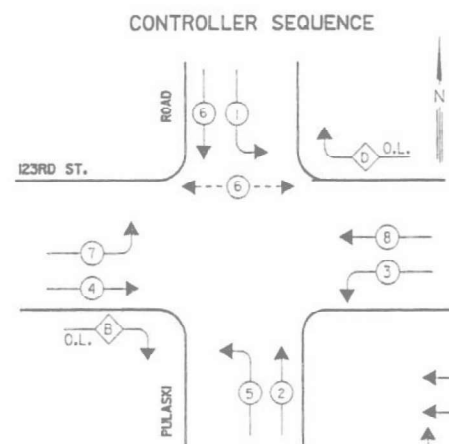 CONTROLLER SEQUENCE
ROAD
6
1
N
D
O.L.
123RD ST.
6
7
8
4
3
B
O.L.
5
2
PULASKI